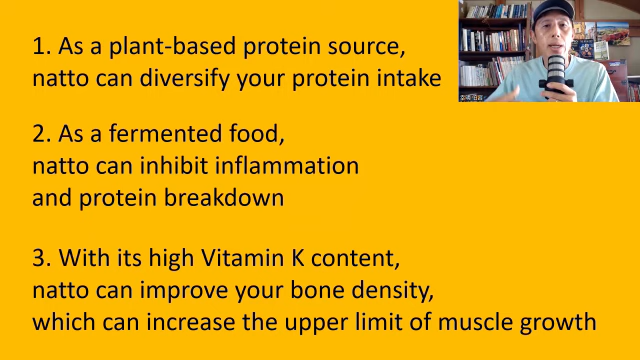 1. As a plant-based protein source,
natto can diversify your protein intake
2. As a fermented food,
natto can inhibit inflammation
and protein breakdown
3. With its high Vitamin K content,
natto can improve your bone density,
which can increase the upper limit of muscle growth